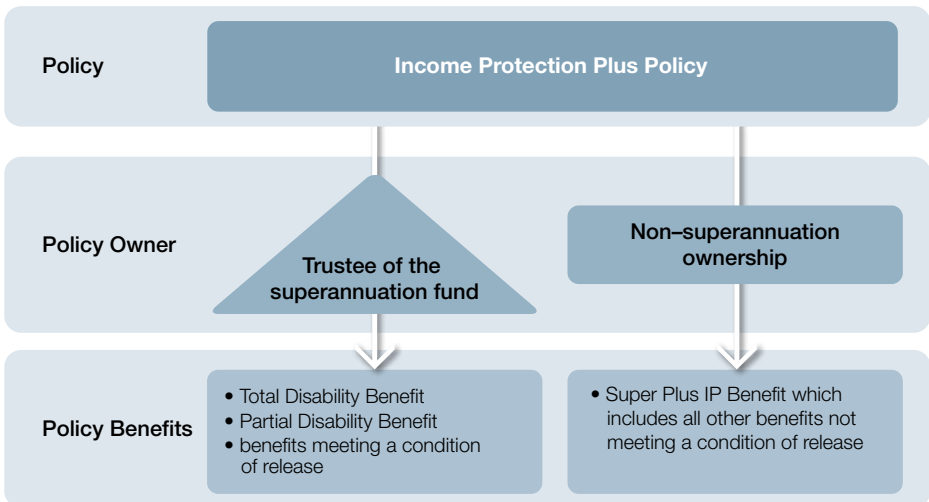 Policy
Income Protection Plus Policy
Policy Owner
Trustee of the
superannuation fund
Non–superannuation
ownership
Policy Benefits
• Total Disability Benefit
• Partial Disability Benefit
• benefits meeting a condition
of release
• Super Plus IP Benefit which
includes all other benefits not
meeting a condition of release